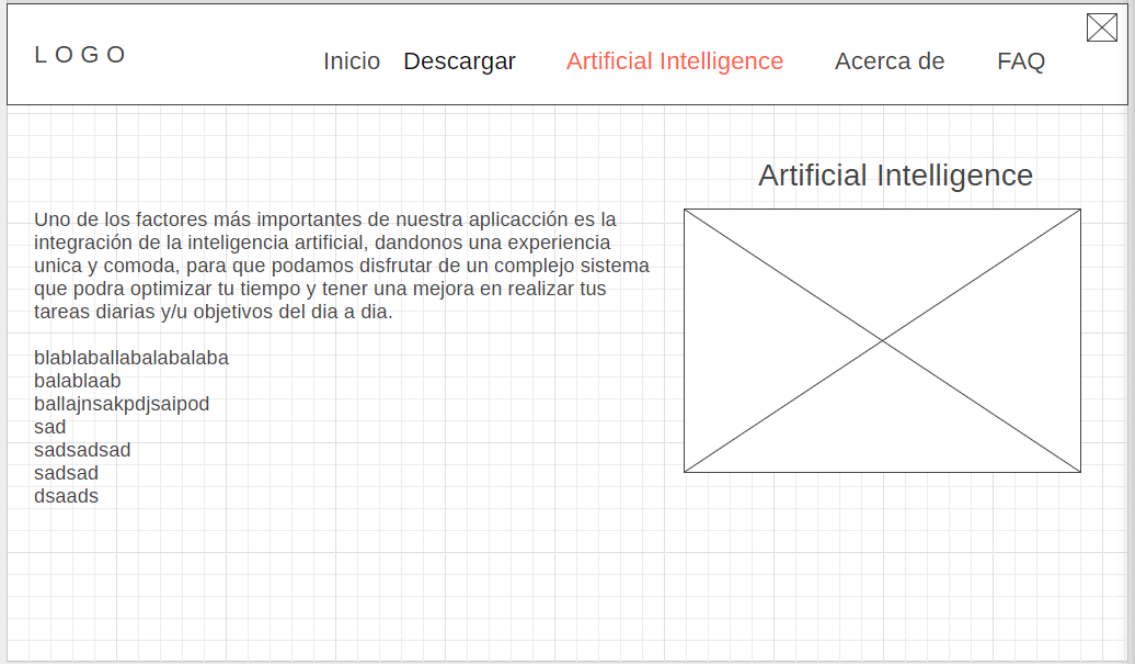 LOGO
Inicio Descargar Artificial Intelligence Acerca de FAQ
Artificial Intelligence
Uno de los factores más importantes de nuestra aplicacción es la
integración de la inteligencia artificial, dandonos una experiencia
unica y comoda, para que podamos disfrutar de un complejo sistema
que podra optimizar tu tiempo y tener una mejora en realizar tus
tareas diarias y/u objetivos del dia a dia.
blablaballabalabalaba
balablaab
ballajnsakpdjsaipod
sad
sadsadsad
sadsad
dsaads